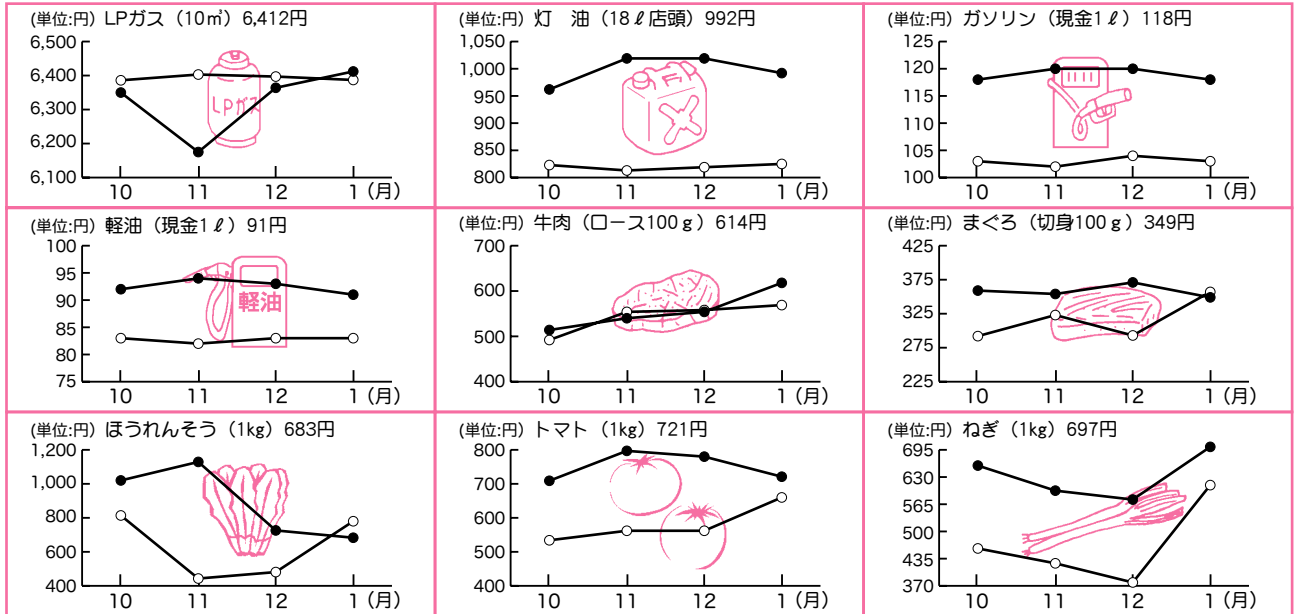 (単位:円) LPガス（10㎥）6,412円
6,500
6,400
6,300
6,200
6,100
LPガス
10 11 12 1（月）
(単位:円) 灯　油（18ℓ店頭）992円
1,050
1,000
950
900
850
800
10 11 12 1（月）
(単位:円) ガソリン（現金1ℓ）118円
125
120
115
110
105
100
10 11 12 1（月）
(単位:円) 軽油（現金1ℓ）91円
100
95
90
85
80
75
軽油
10 11 12 1（月）
(単位:円) 牛肉（ロース100g）614円
700
600
500
400
10 11 12 1（月）
(単位:円) まぐろ（切身100g）349円
425
375
325
275
225
10 11 12 1（月）
(単位:円) ほうれんそう（1kg）683円
1,200
1,000
800
600
400
10 11 12 1（月）
(単位:円) トマト（1kg）721円
800
700
600
500
400
10 11 12 1（月）
(単位:円) ねぎ（1kg）697円
695
630
565
500
435
370
10 11 12 1（月）